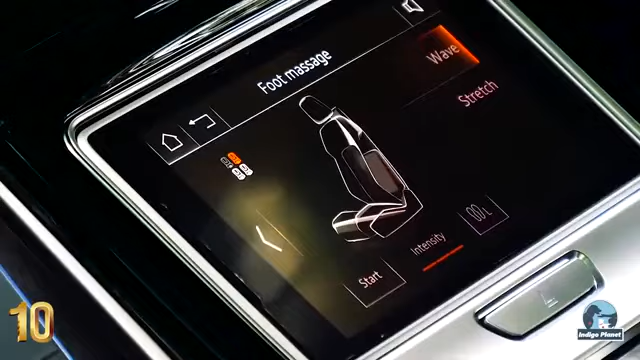 Foot massage
Wave
Stretch
Intensity
Start
10
Indigo Planet